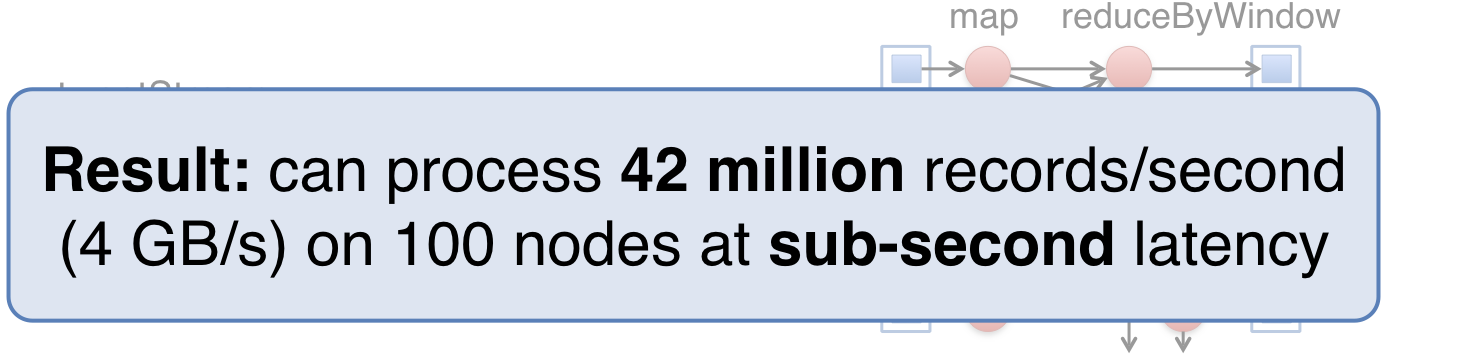 map reduceByWindow
Result: can process 42 million records/second
(4 GB/s) on 100 nodes at sub-second latency